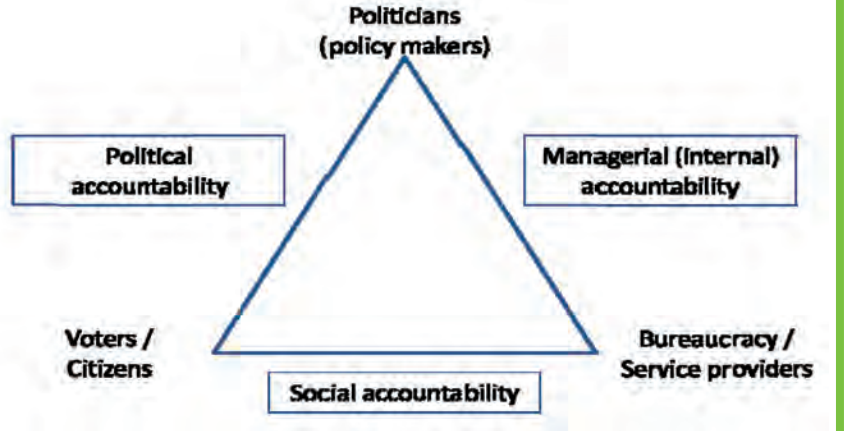 Politicians
(policy makers)
Political
accountability
Managerial (internal)
accountability
Voters /
Citizens
Bureaucracy /
Service providers
Social accountability